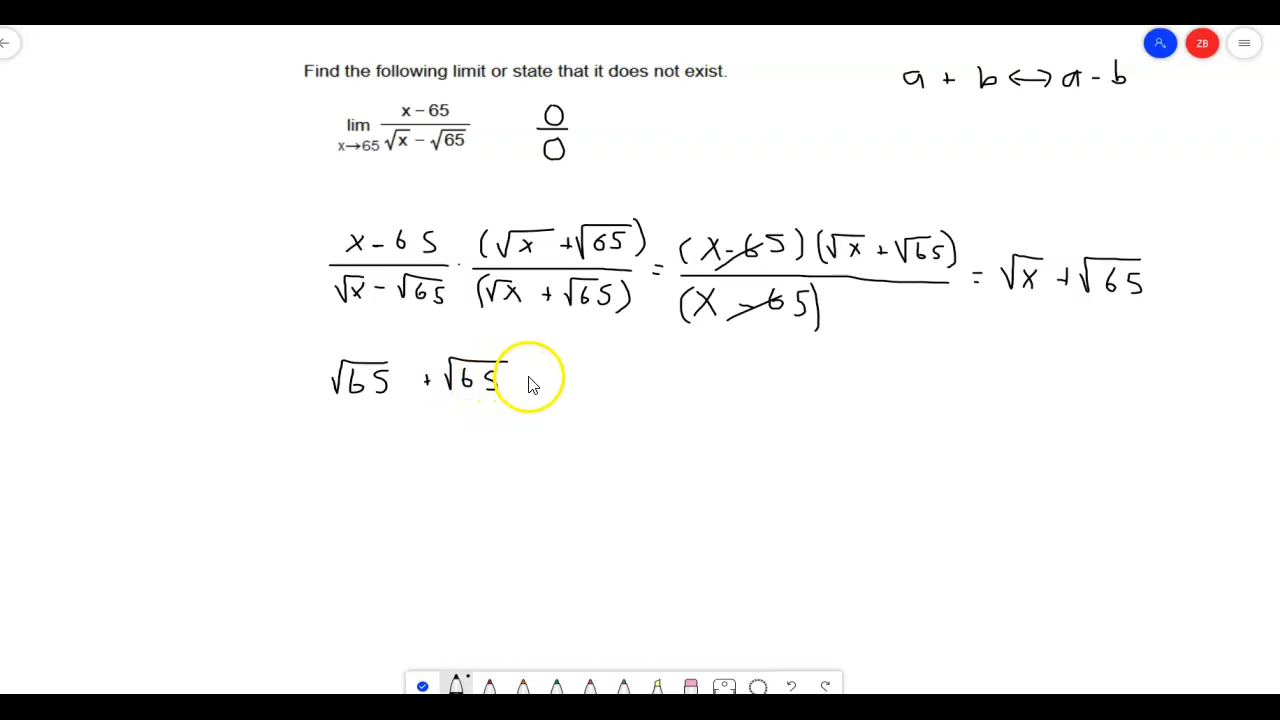 ZB
Find the following limit or state that it does not exist.
a + b ↔ a - b
lim x→65 (x - 65)/(√x - √65)
0/0
(x - 65)/(√x - √65) · (√x + √65)/(√x + √65) = (x - 65)(√x + √65)/(x - 65) = √x + √65
√65 + √65